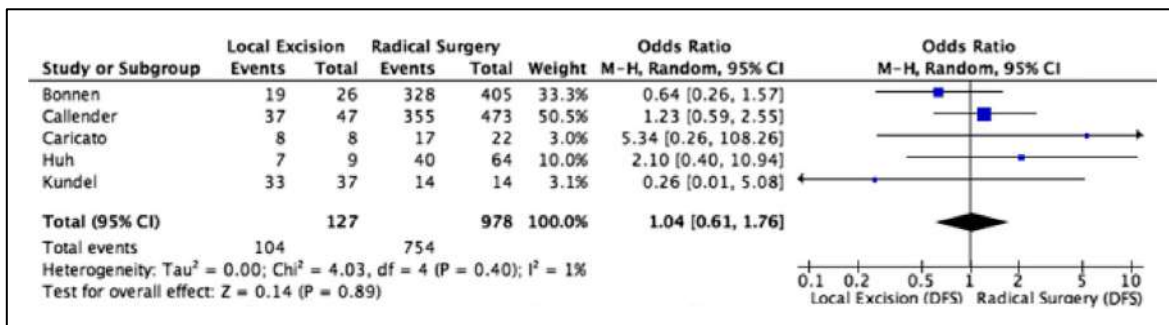 Local Excision Radical Surgery Odds Ratio Odds Ratio
Study or Subgroup Events Total Events Total Weight M-H, Random, 95% CI M-H, Random, 95% CI
Bonnen 19 26 328 405 33.3% 0.64 [0.26, 1.57]
Callender 37 47 355 473 50.5% 1.23 [0.59, 2.55]
Caricato 8 8 17 22 3.0% 5.34 [0.26, 108.26]
Huh 7 9 40 64 10.0% 2.10 [0.40, 10.94]
Kundel 33 37 14 14 3.1% 0.26 [0.01, 5.08]
Total (95% CI) 127 978 100.0% 1.04 [0.61, 1.76]
Total events 104 754
Heterogeneity: Tau² = 0.00; Chi² = 4.03, df = 4 (P = 0.40); I² = 1%
Test for overall effect: Z = 0.14 (P = 0.89)
0.1 0.2 0.5 1 2 5 10
Local Excision (DFS) Radical Surgery (DFS)